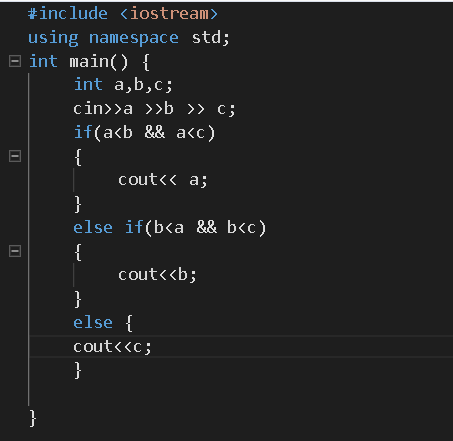 #include <iostream>
using namespace std;
int main() {
int a,b,c;
cin>>a >>b >> c;
if(a<b && a<c)
{
cout<< a;
}
else if(b<a && b<c)
{
cout<<b;
}
else {
cout<<c;
}
}